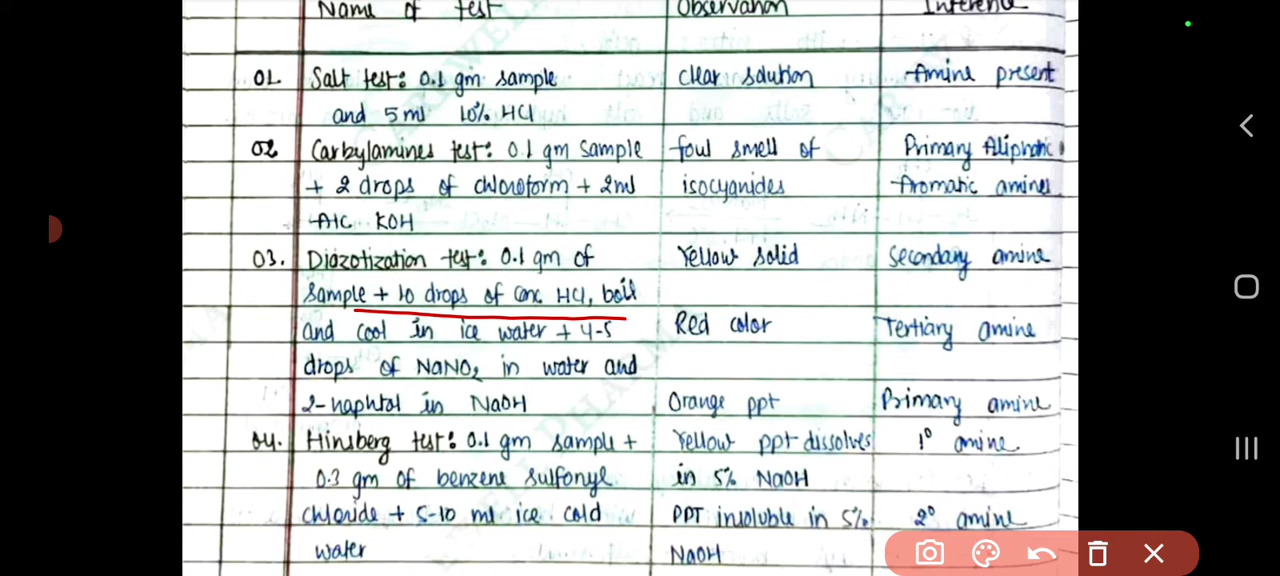 Name of test Observation Inference
01. Salt test: 0.1 gm sample clear solution Amine present
and 5 ml 10% HCl
02 Carbylamines test: 0.1 gm sample foul smell of Primary Aliphatic
+ 2 drops of chloroform + 2ml isocyanides Aromatic amines
Alc KOH
03. Diazotization test: 0.1 gm of Yellow solid Secondary amine
sample + 10 drops of conc HCl, boil
and cool in ice water + 4-5 Red color Tertiary amine
drops of NaNO2 in water and
2-naphtol in NaOH Orange ppt Primary amine
04. Hinsberg test: 0.1 gm sample + Yellow ppt dissolves 1° amine
0.3 gm of benzene sulfonyl in 5% NaOH
chloride + 5-10 ml ice cold PPT insoluble in 5% 2° amine
water NaOH